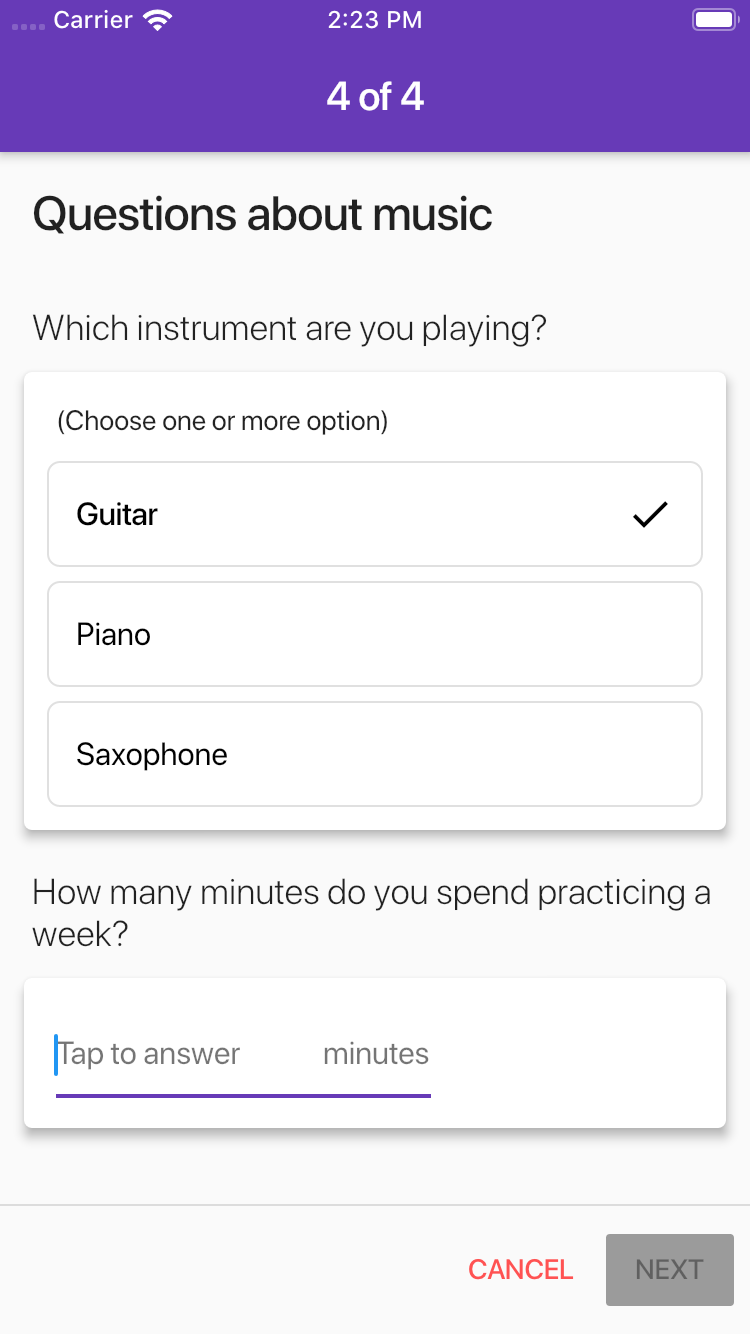 Carrier 2:23 PM
4 of 4
Questions about music
Which instrument are you playing?
(Choose one or more option)
Guitar
Piano
Saxophone
How many minutes do you spend practicing a
week?
Tap to answer minutes
CANCEL NEXT